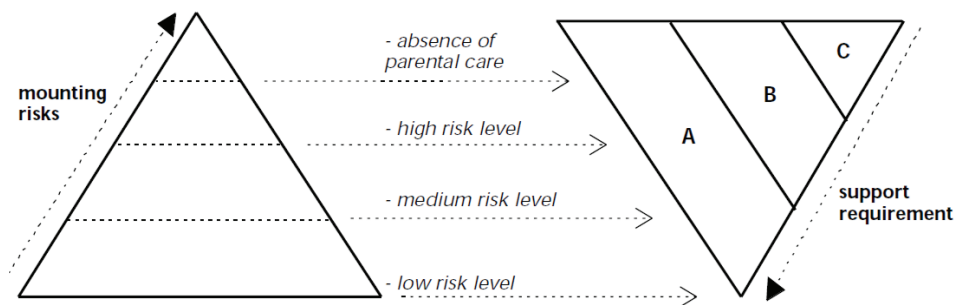 - absence of
parental care
mounting
risks
- high risk level
- medium risk level
- low risk level
A
B
C
support
requirement